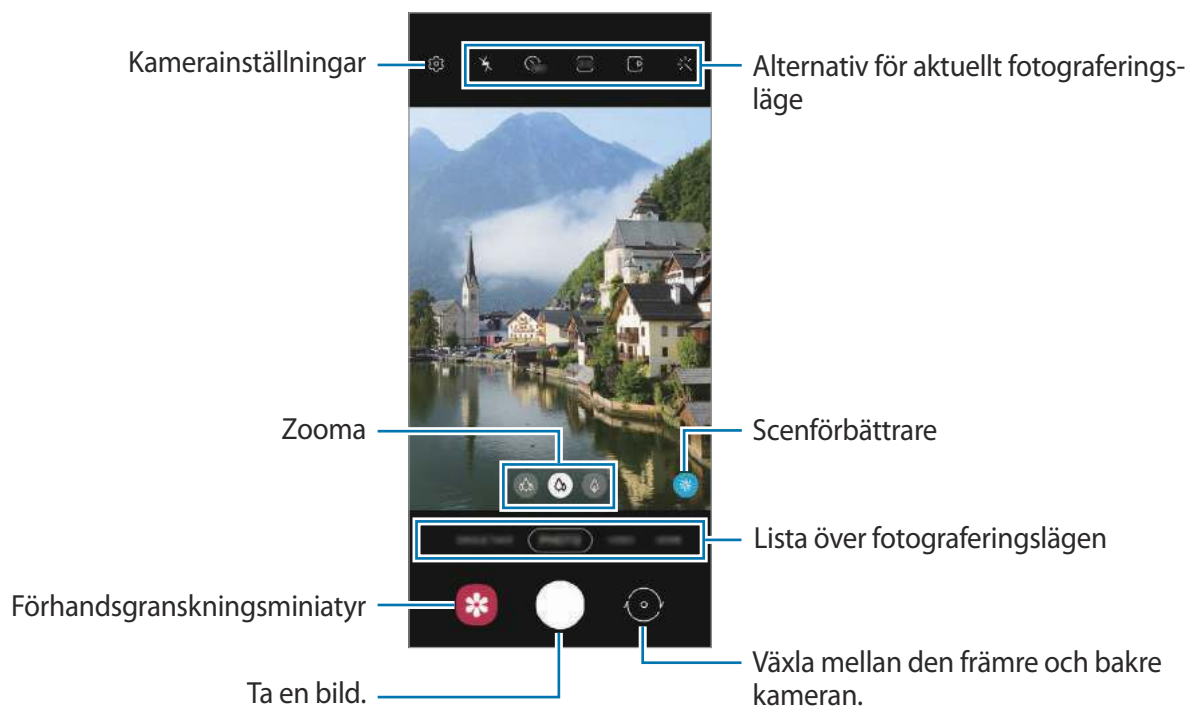 Kamerainställningar
Alternativ för aktuellt fotograferings-
läge
Zooma
Scenförbättrare
PHOTO
Lista över fotograferingslägen
Förhandsgranskningsminiatyr
Ta en bild.
Växla mellan den främre och bakre
kameran.